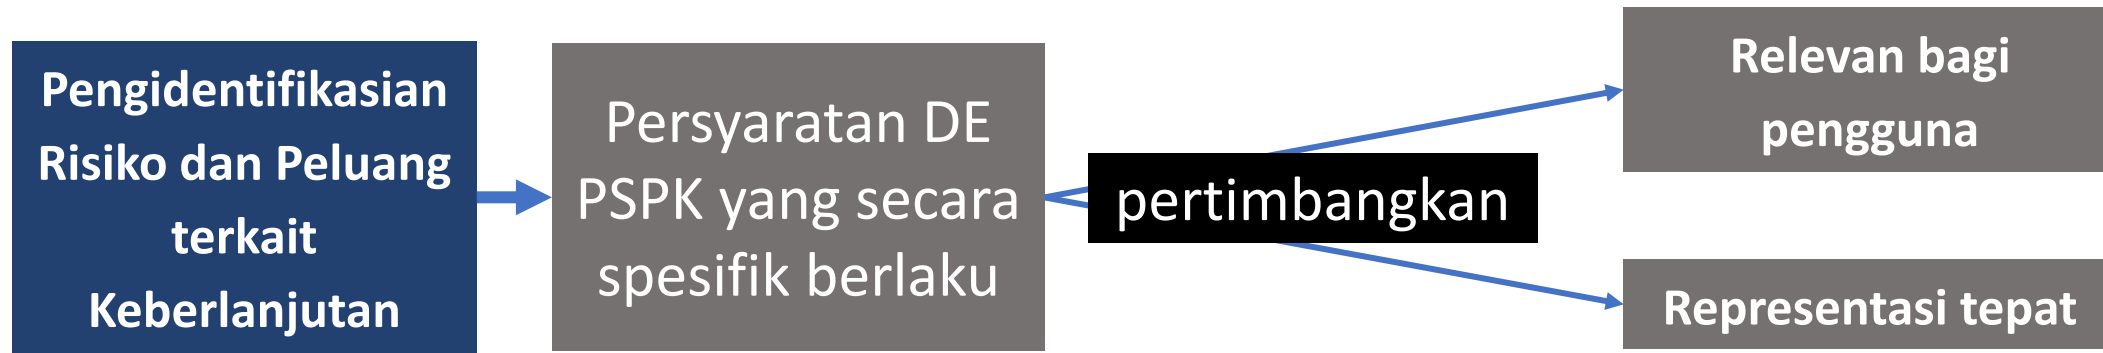 Pengidentifikasian
Risiko dan Peluang
terkait
Keberlanjutan
Persyaratan DE
PSPK yang secara
spesifik berlaku
pertimbangkan
Relevan bagi
pengguna
Representasi tepat